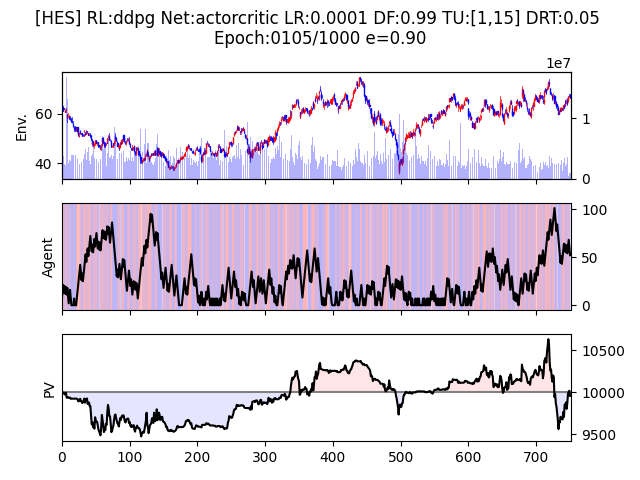 [HES] RL:ddpg Net:actorcritic LR:0.0001 DF:0.99 TU:[1,15] DRT:0.05
Epoch:0105/1000 e=0.90
1e7
Env.
60
40
1
0
Agent
100
50
0
PV
10500
10000
9500
0 100 200 300 400 500 600 700